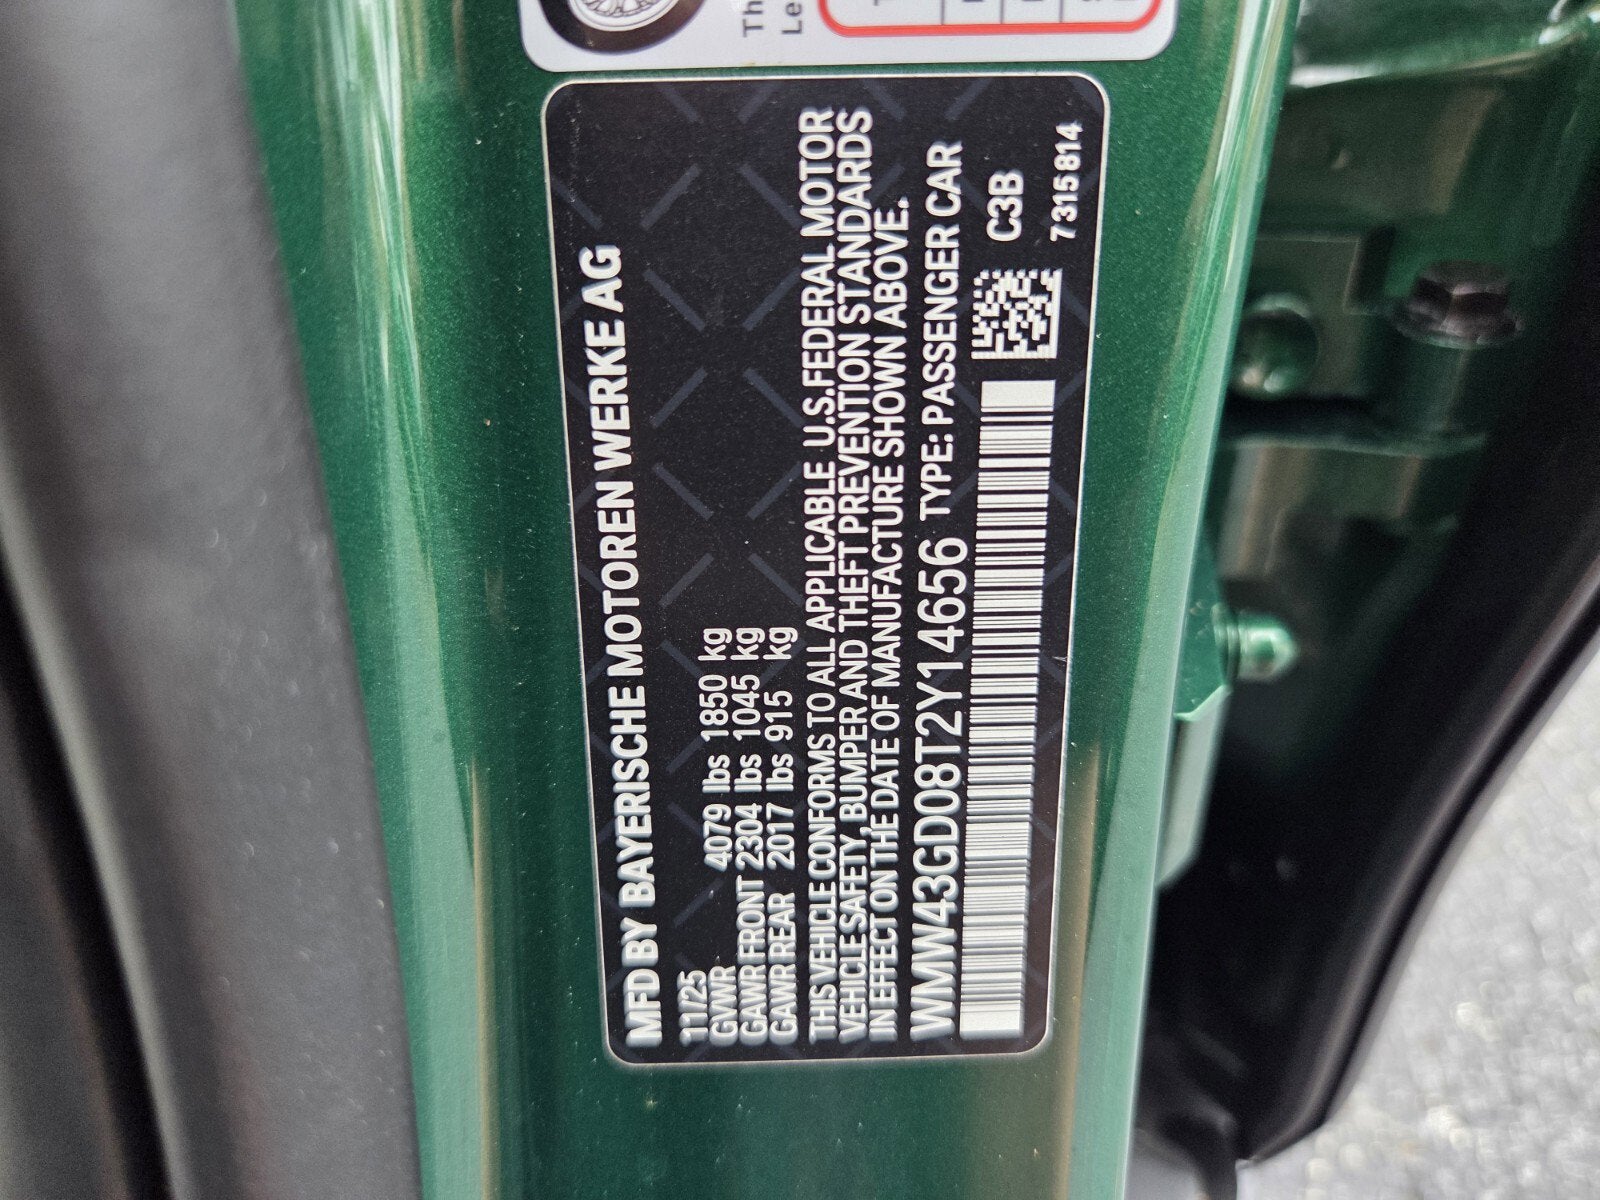 MFD BY BAYERISCHE MOTOREN WERKE AG
11/25
GVWR 4079 lbs 1850 kg
GAWR FRONT 2304 lbs 1045 kg
GAWR REAR 2017 lbs 915 kg
THIS VEHICLE CONFORMS TO ALL APPLICABLE U.S.FEDERAL MOTOR
VEHICLE SAFETY, BUMPER AND THEFT PREVENTION STANDARDS
IN EFFECT ON THE DATE OF MANUFACTURE SHOWN ABOVE.
WMW43GD08T2Y14656 TYPE: PASSENGER CAR
C3B
7315814